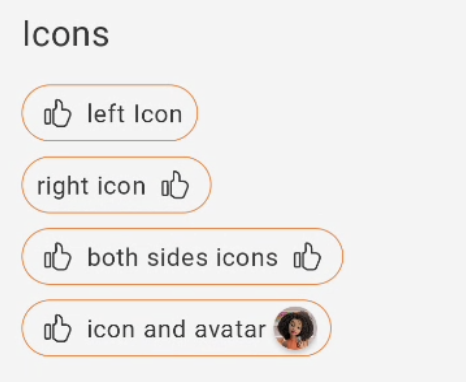 Icons
left Icon
right icon
both sides icons
icon and avatar